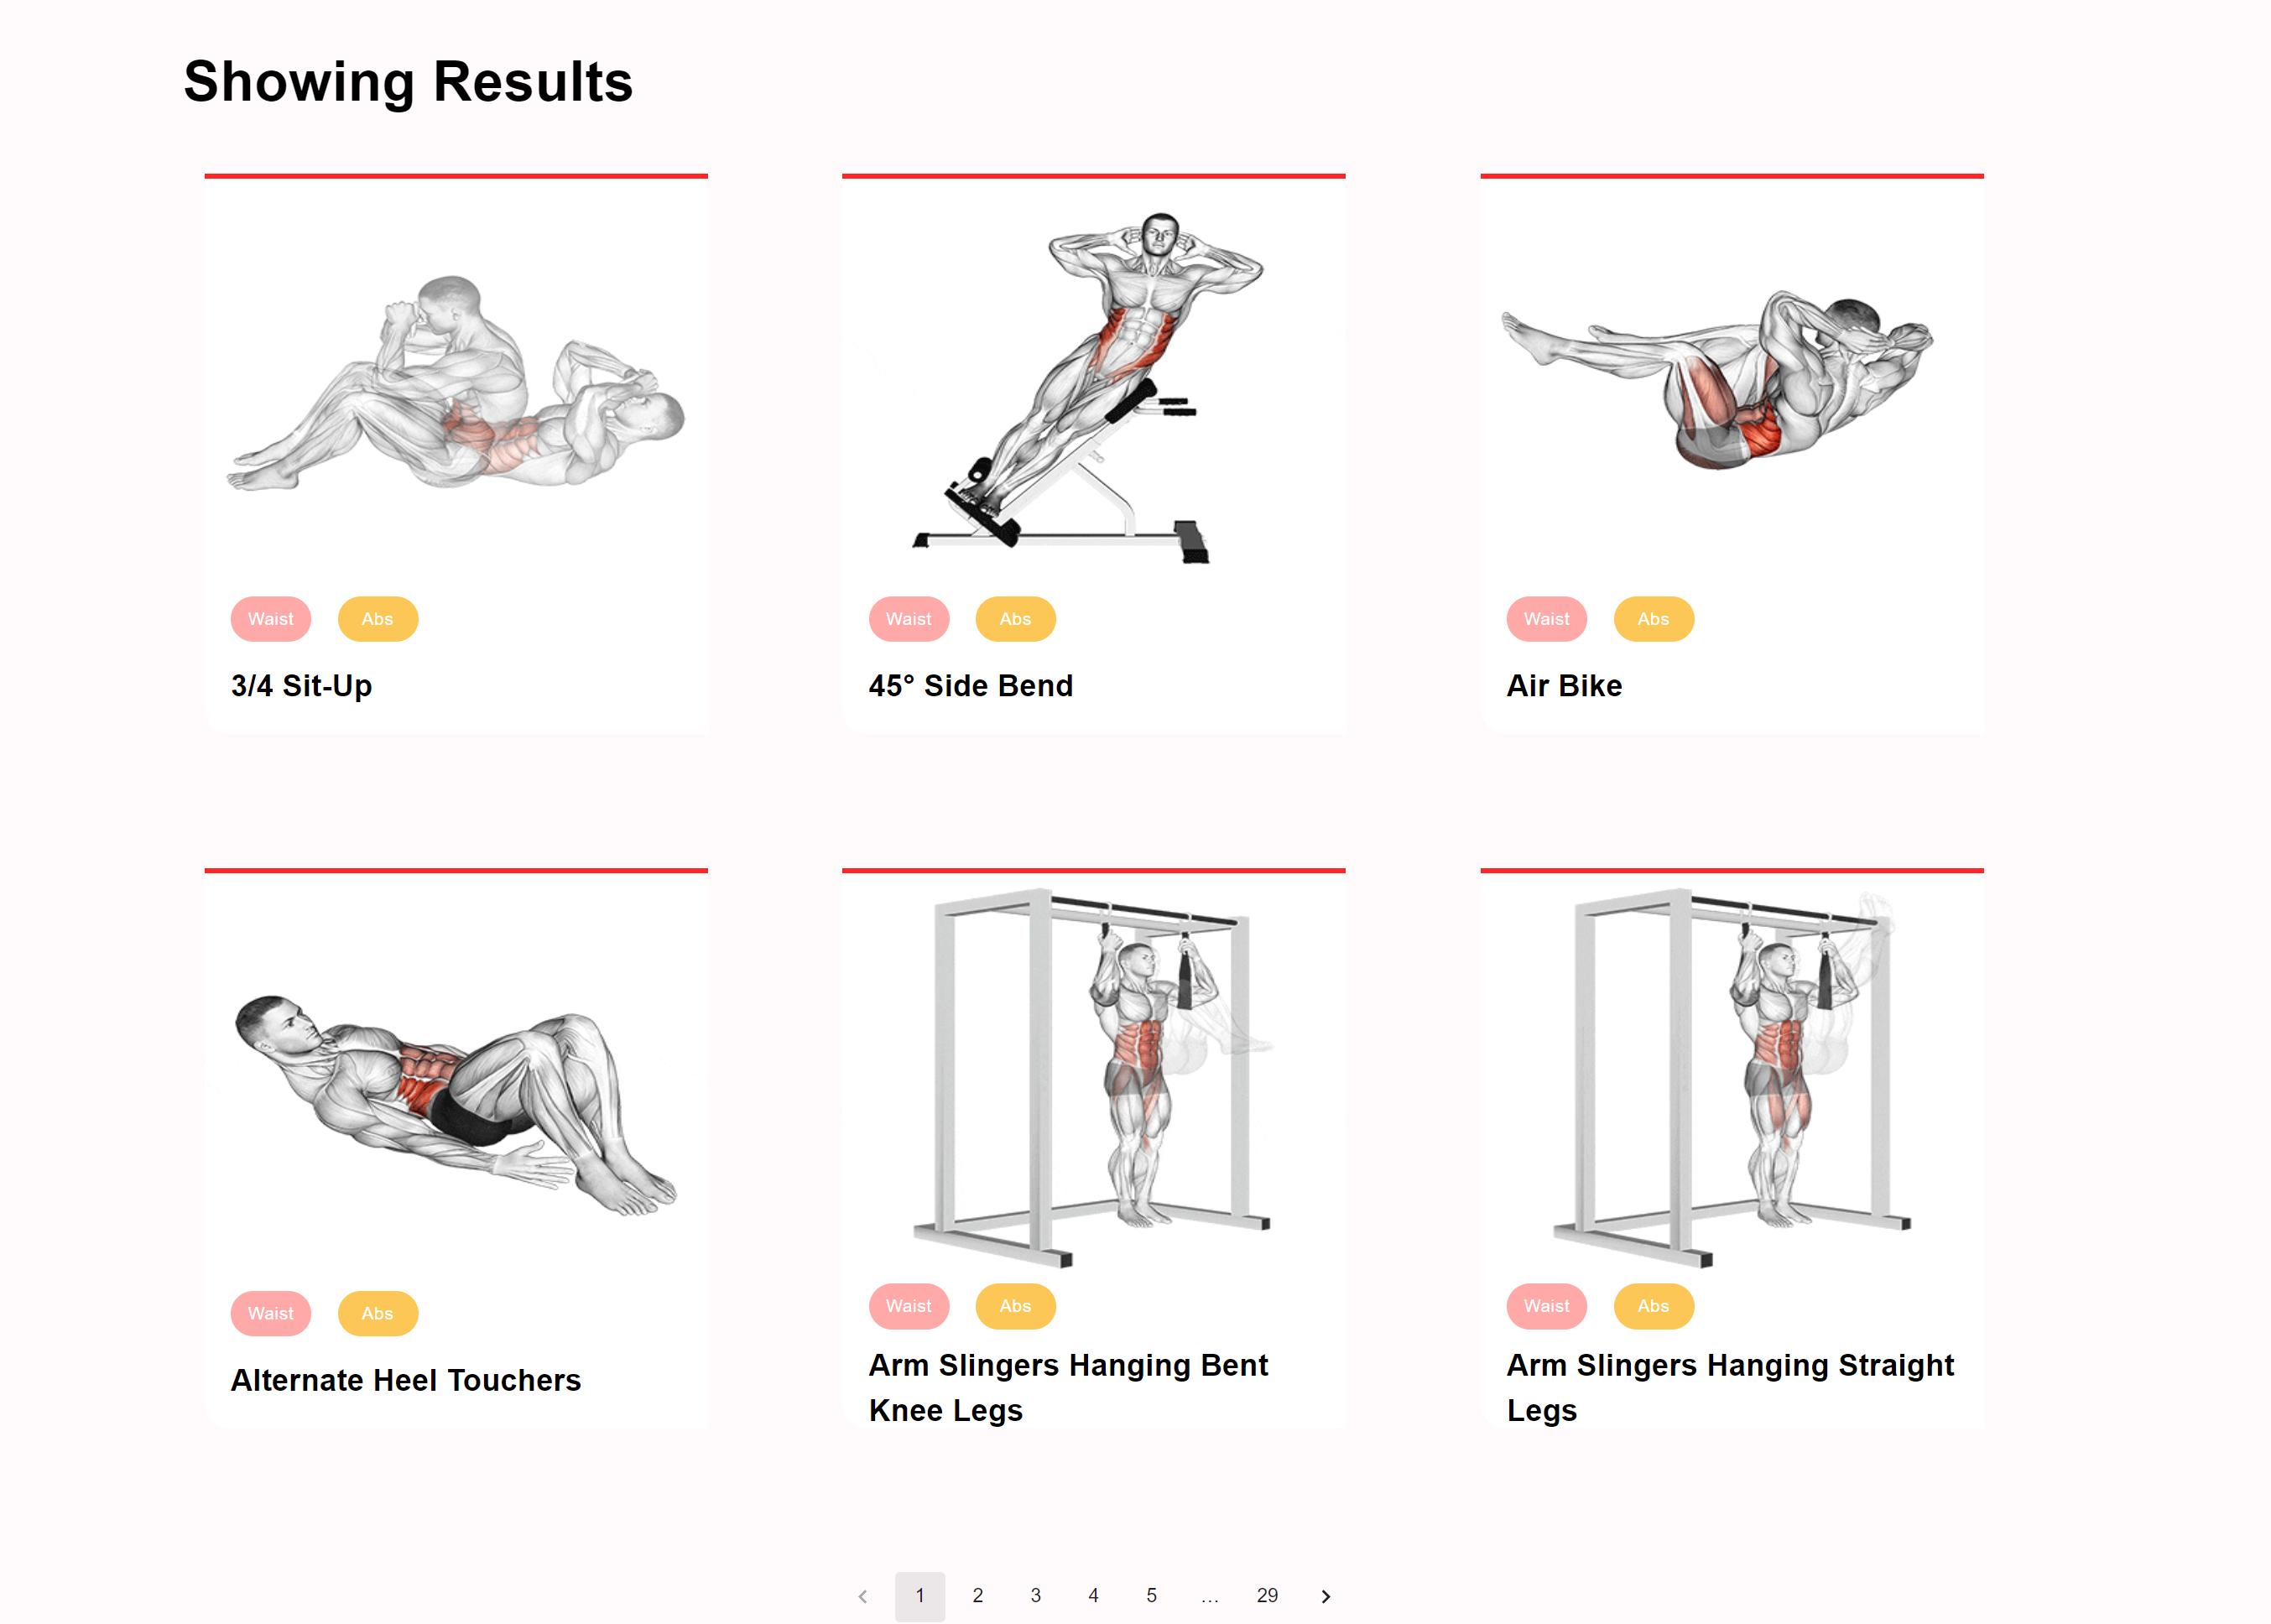 Showing Results
Waist Abs
3/4 Sit-Up
Waist Abs
45° Side Bend
Waist Abs
Air Bike
Waist Abs
Alternate Heel Touchers
Waist Abs
Arm Slingers Hanging Bent
Knee Legs
Waist Abs
Arm Slingers Hanging Straight
Legs
1 2 3 4 5 … 29